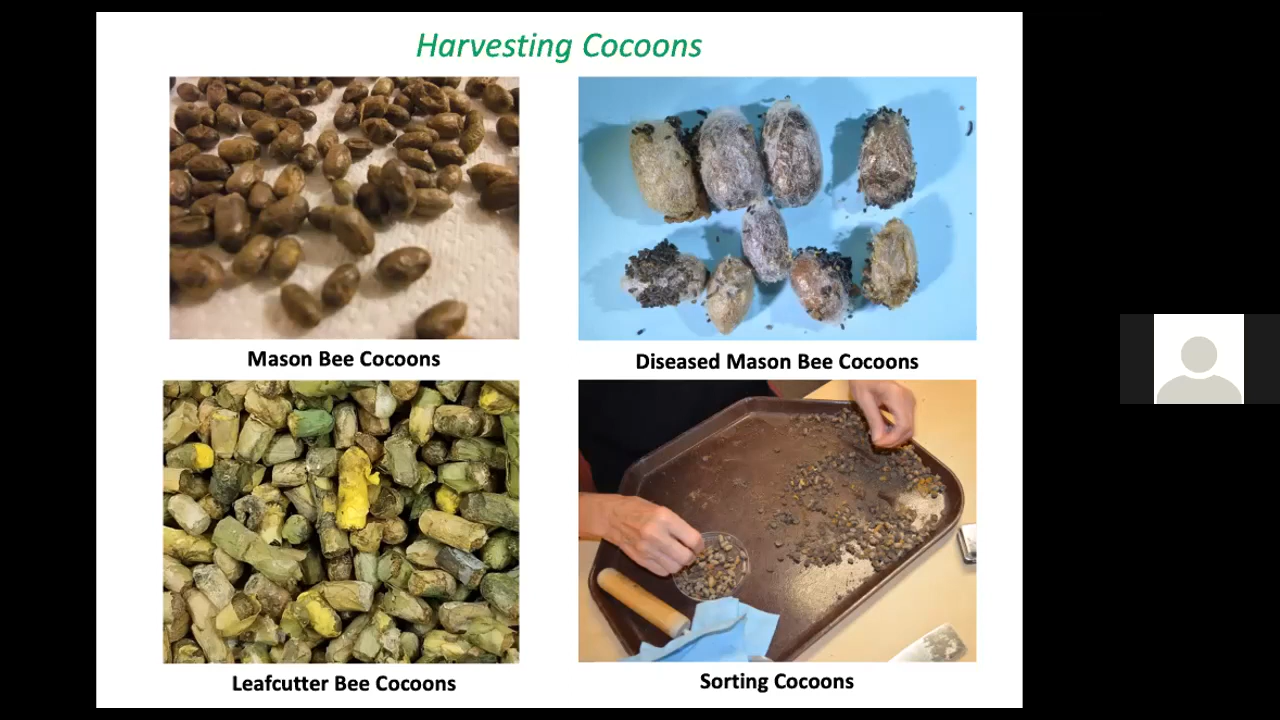 Harvesting Cocoons
Mason Bee Cocoons
Diseased Mason Bee Cocoons
Leafcutter Bee Cocoons
Sorting Cocoons